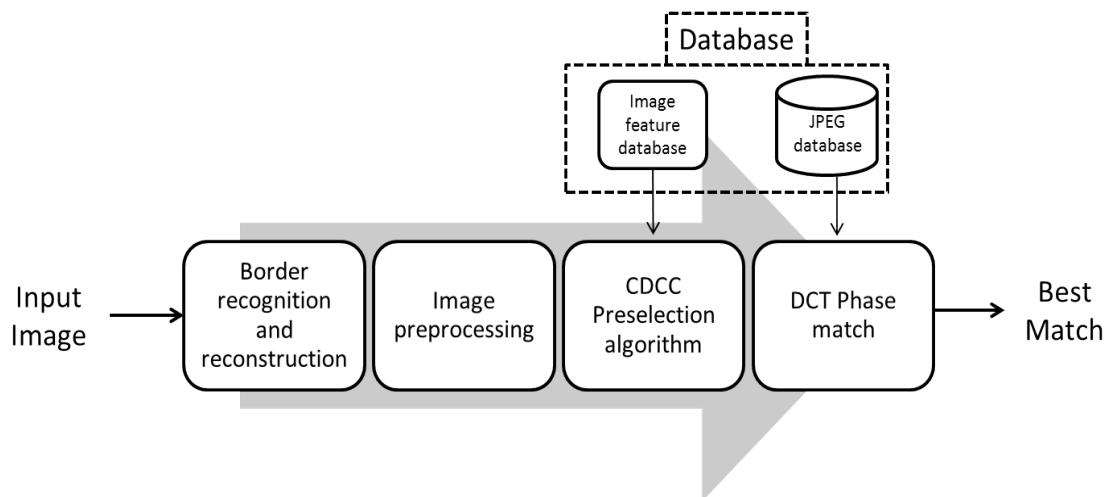 Database
Image
feature
database
JPEG
database
Input
Image
Border
recognition
and
reconstruction
Image
preprocessing
CDCC
Preselection
algorithm
DCT Phase
match
Best
Match